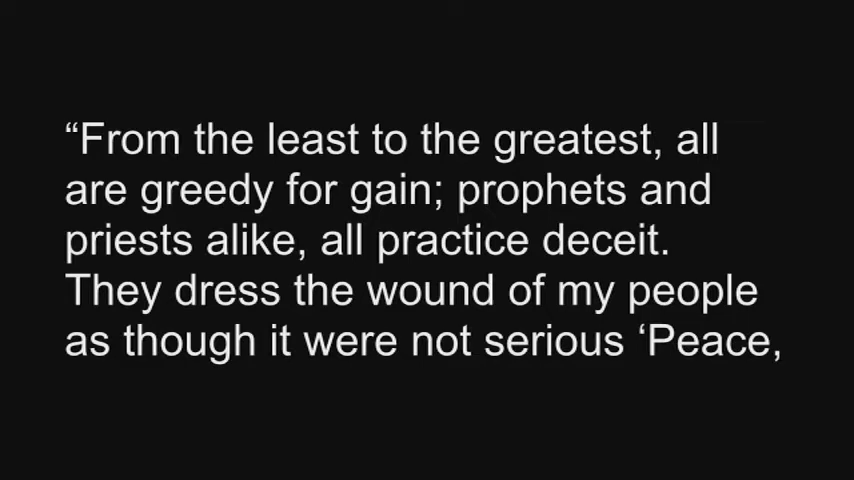 “From the least to the greatest, all
are greedy for gain; prophets and
priests alike, all practice deceit.
They dress the wound of my people
as though it were not serious ‘Peace,